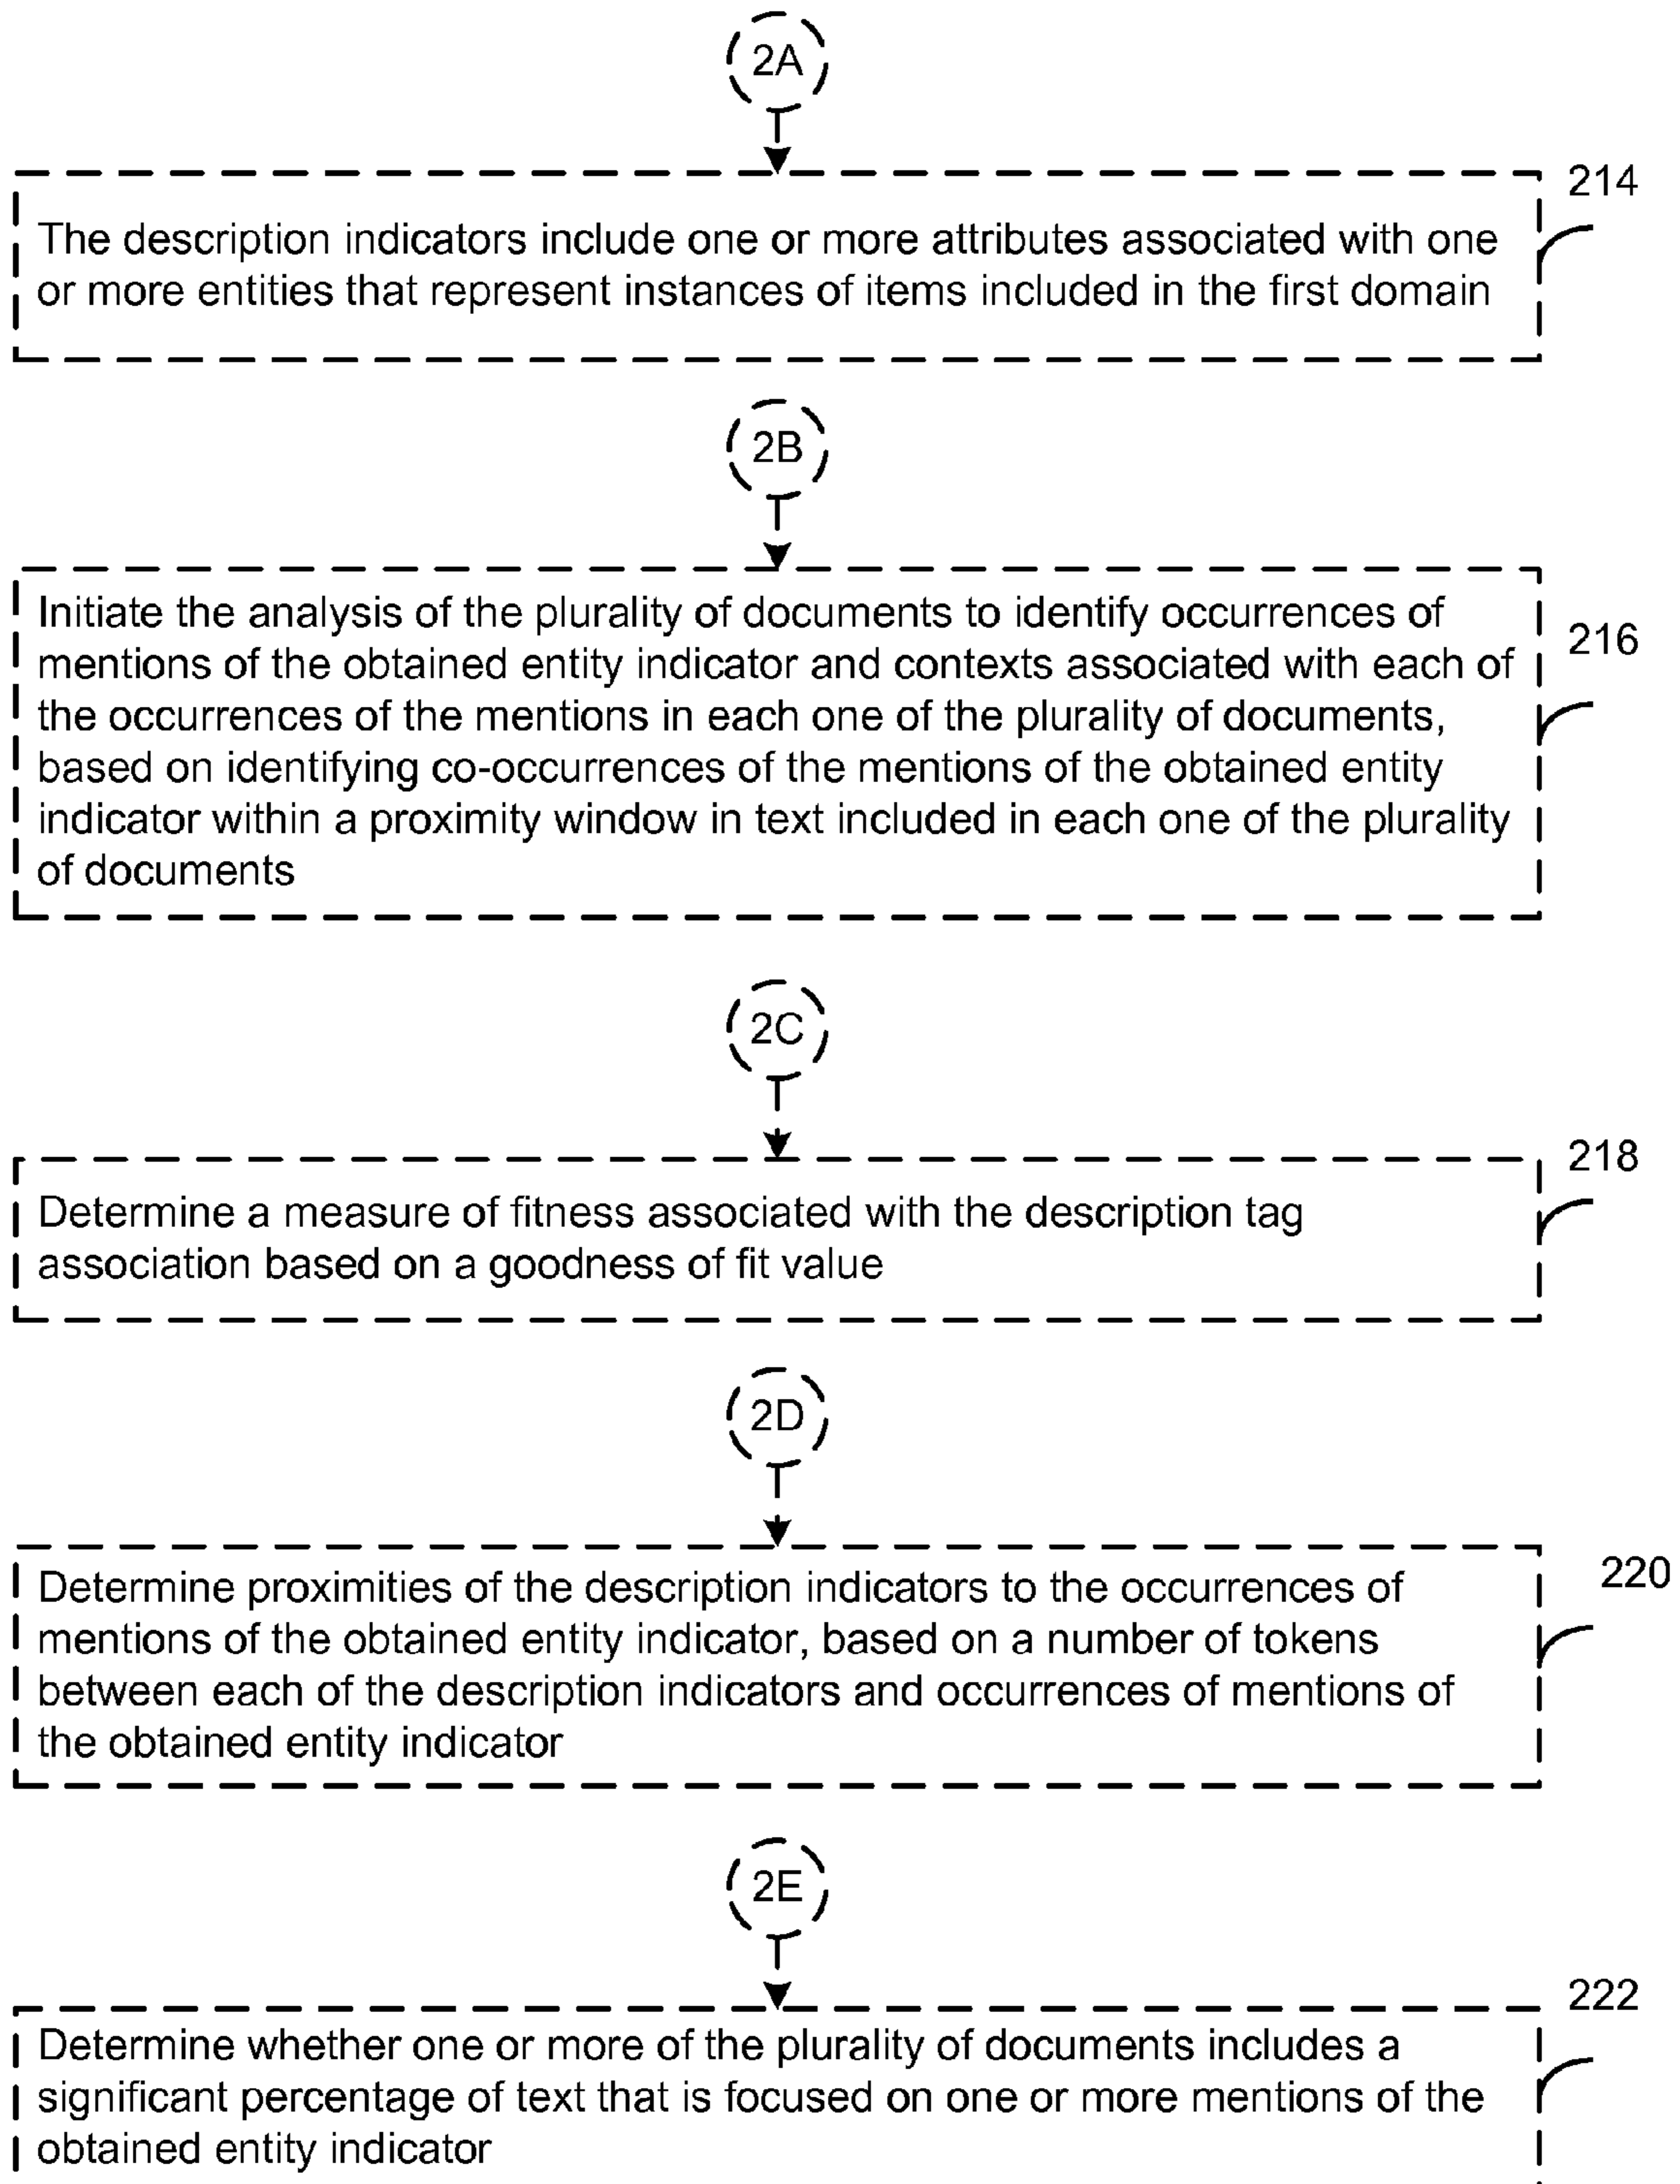 2A
214
The description indicators include one or more attributes associated with one
or more entities that represent instances of items included in the first domain
2B
216
Initiate the analysis of the plurality of documents to identify occurrences of
mentions of the obtained entity indicator and contexts associated with each of
the occurrences of the mentions in each one of the plurality of documents,
based on identifying co-occurrences of the mentions of the obtained entity
indicator within a proximity window in text included in each one of the plurality
of documents
2C
218
Determine a measure of fitness associated with the description tag
association based on a goodness of fit value
2D
220
Determine proximities of the description indicators to the occurrences of
mentions of the obtained entity indicator, based on a number of tokens
between each of the description indicators and occurrences of mentions of
the obtained entity indicator
2E
222
Determine whether one or more of the plurality of documents includes a
significant percentage of text that is focused on one or more mentions of the
obtained entity indicator